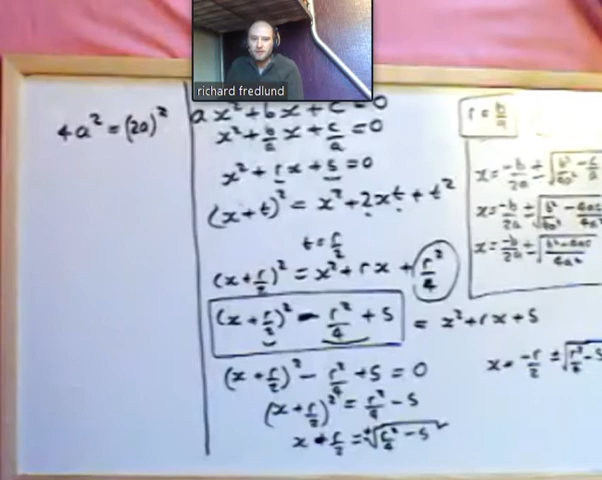 richard fredlund
4a² = (2a)²
ax² + bx + c = 0
x² + b/a x + c/a = 0
x² + rx + s = 0
(x + t)² = x² + 2xt + t²
t = r/2
(x + r/2)² = x² + rx + r²/4
(x + r/2)² - r²/4 + s = x² + rx + s
(x + r/2)² - r²/4 + s = 0
(x + r/2)² = r²/4 - s
x + r/2 = ±√(r²/4 - s)
r = b/a
x = -b/2a ± √(b²/4a² - c/a
x = -b/2a ± √(b²/4a² - 4ac/4a²
x = -b/2a ± √(b² - 4ac/4a²
x = -r/2 ± √(r²/4 - s